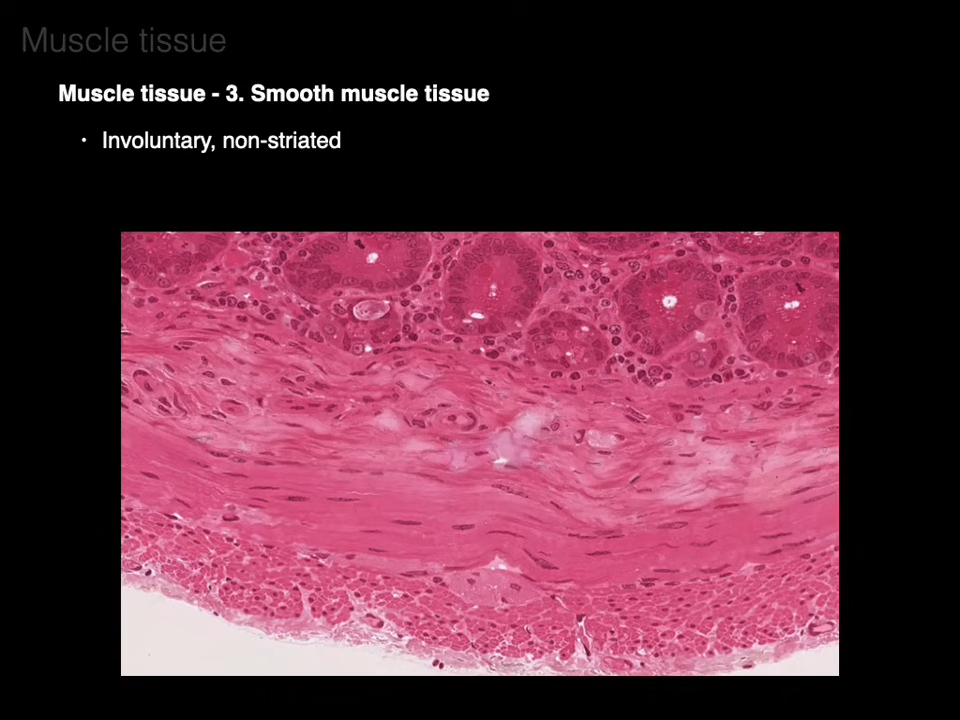 Muscle tissue
Muscle tissue - 3. Smooth muscle tissue
• Involuntary, non-striated